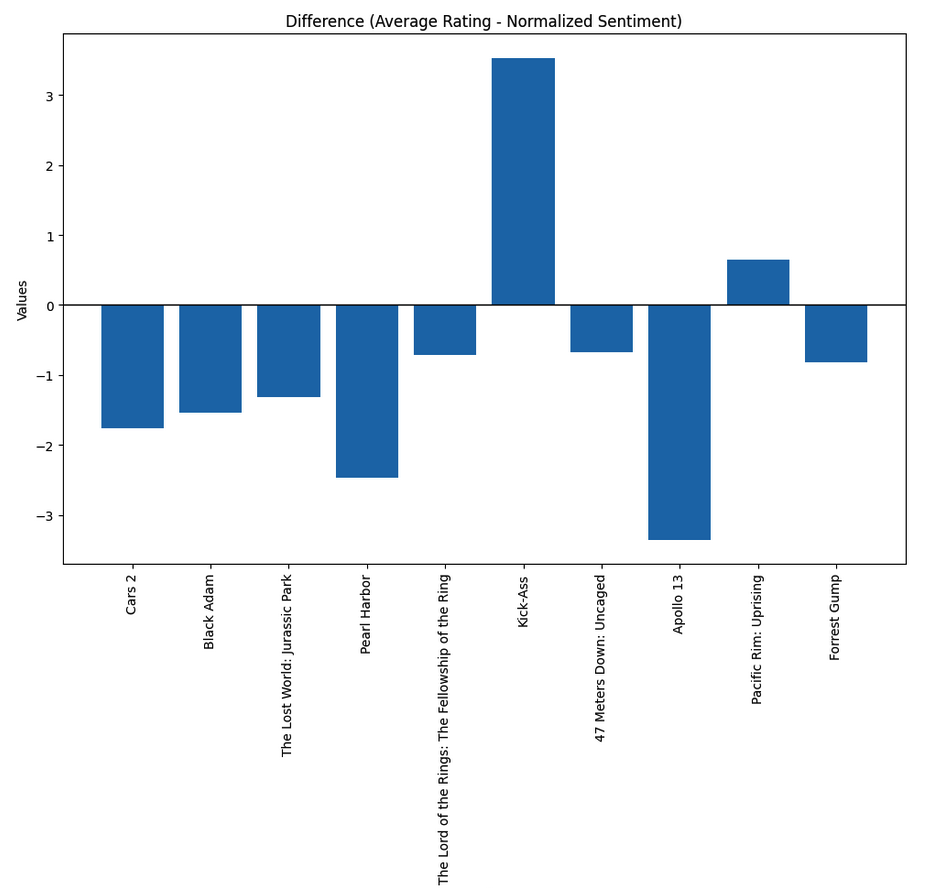 Difference (Average Rating - Normalized Sentiment)
Values
3
2
1
0
−1
−2
−3
Cars 2
Black Adam
The Lost World: Jurassic Park
Pearl Harbor
The Lord of the Rings: The Fellowship of the Ring
Kick-Ass
47 Meters Down: Uncaged
Apollo 13
Pacific Rim: Uprising
Forrest Gump